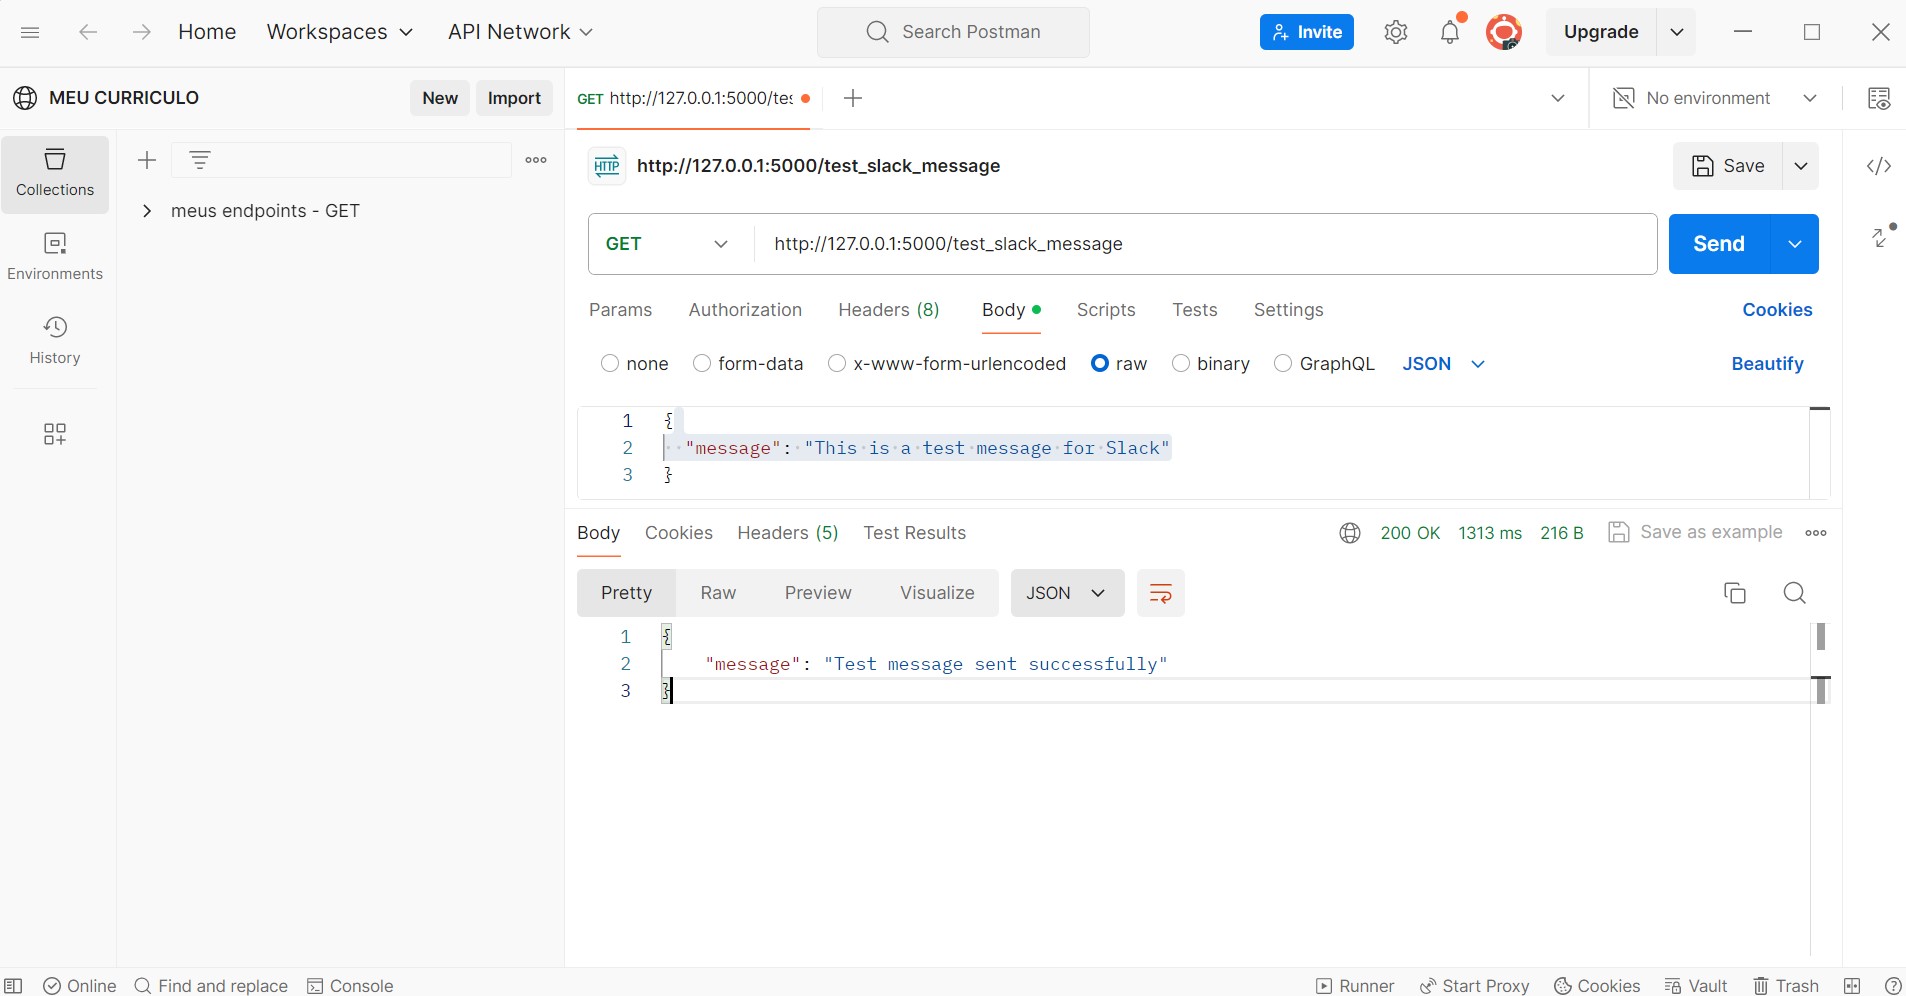 Home Workspaces API Network Search Postman Invite Upgrade
MEU CURRICULO New Import GET http://127.0.0.1:5000/tes No environment
Collections
Environments
History
meus endpoints - GET
HTTP http://127.0.0.1:5000/test_slack_message Save
GET http://127.0.0.1:5000/test_slack_message Send
Params Authorization Headers (8) Body Scripts Tests Settings Cookies
none form-data x-www-form-urlencoded raw binary GraphQL JSON Beautify
1 {
2 "message": "This is a test message for Slack"
3 }
Body Cookies Headers (5) Test Results 200 OK 1313 ms 216 B Save as example
Pretty Raw Preview Visualize JSON
1 {
2 "message": "Test message sent successfully"
3 }
Online Find and replace Console Runner Start Proxy Cookies Vault Trash